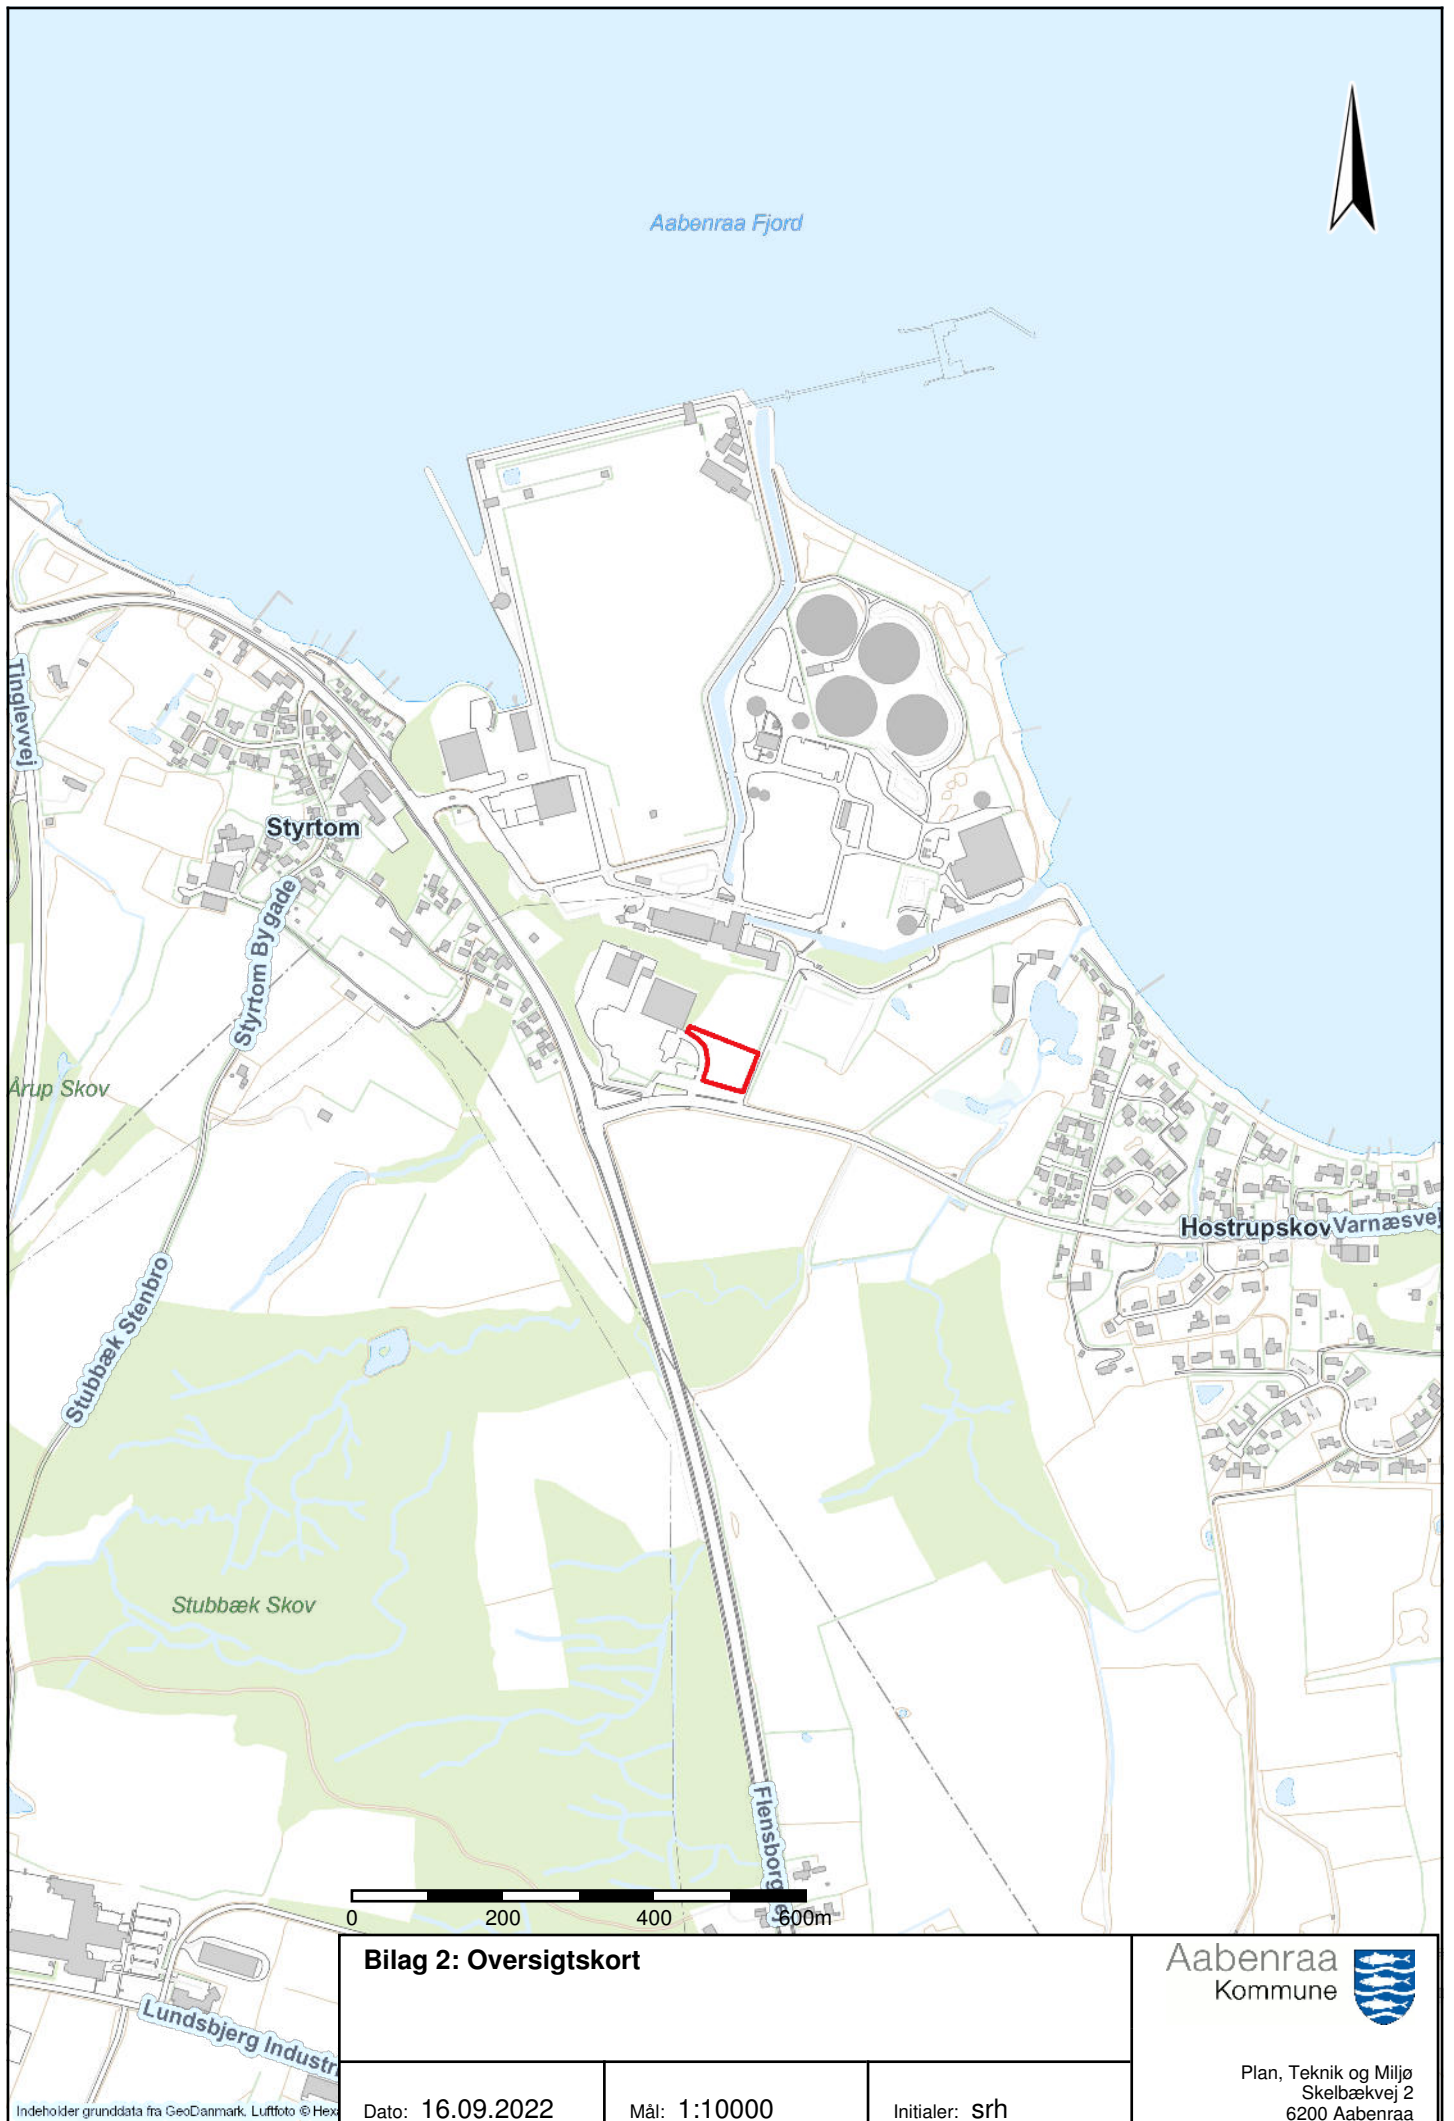 Aabenraa Fjord
Tinglevvej
Styrtom
Styrtom Bygade
Årup Skov
Hostrupskov
Varnæsvej
Stubbæk Stenbro
Stubbæk Skov
Flensborg
0 200 400 600m
Lundsbjerg Industr
Indeholder grunddata fra GeoDanmark. Luftfoto © Hexa
Bilag 2: Oversigtskort
Aabenraa
Kommune
Dato: 16.09.2022
Mål: 1:10000
Initialer: srh
Plan, Teknik og Miljø
Skelbækvej 2
6200 Aabenraa